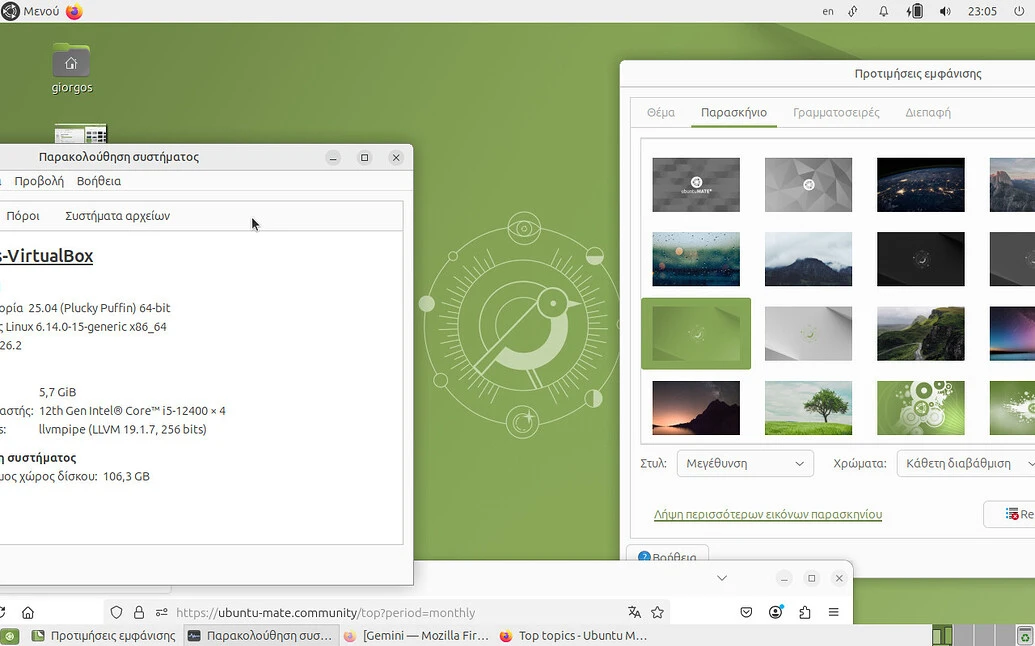 Μενού
en
23:05
giorgos
Παρακολούθηση συστήματος
Προβολή Βοήθεια
Πόροι Συστήματα αρχείων
s-VirtualBox
ορία 25.04 (Plucky Puffin) 64-bit
ς Linux 6.14.0-15-generic x86_64
26.2
5,7 GiB
αστής: 12th Gen Intel® Core™ i5-12400 × 4
ς: llvmpipe (LLVM 19.1.7, 256 bits)
η συστήματος
μος χώρος δίσκου: 106,3 GB
Προτιμήσεις εμφάνισης
Θέμα Παρασκήνιο Γραμματοσειρές Διεπαφή
ubuntu MATE
Στυλ: Μεγέθυνση Χρώματα: Κάθετη διαβάθμιση
Λήψη περισσότερων εικόνων παρασκηνίου
Re
Βοήθεια
https://ubuntu-mate.community/top?period=monthly
Προτιμήσεις εμφάνισης
Παρακολούθηση συσ...
[Gemini — Mozilla Fir...
Top topics - Ubuntu M...